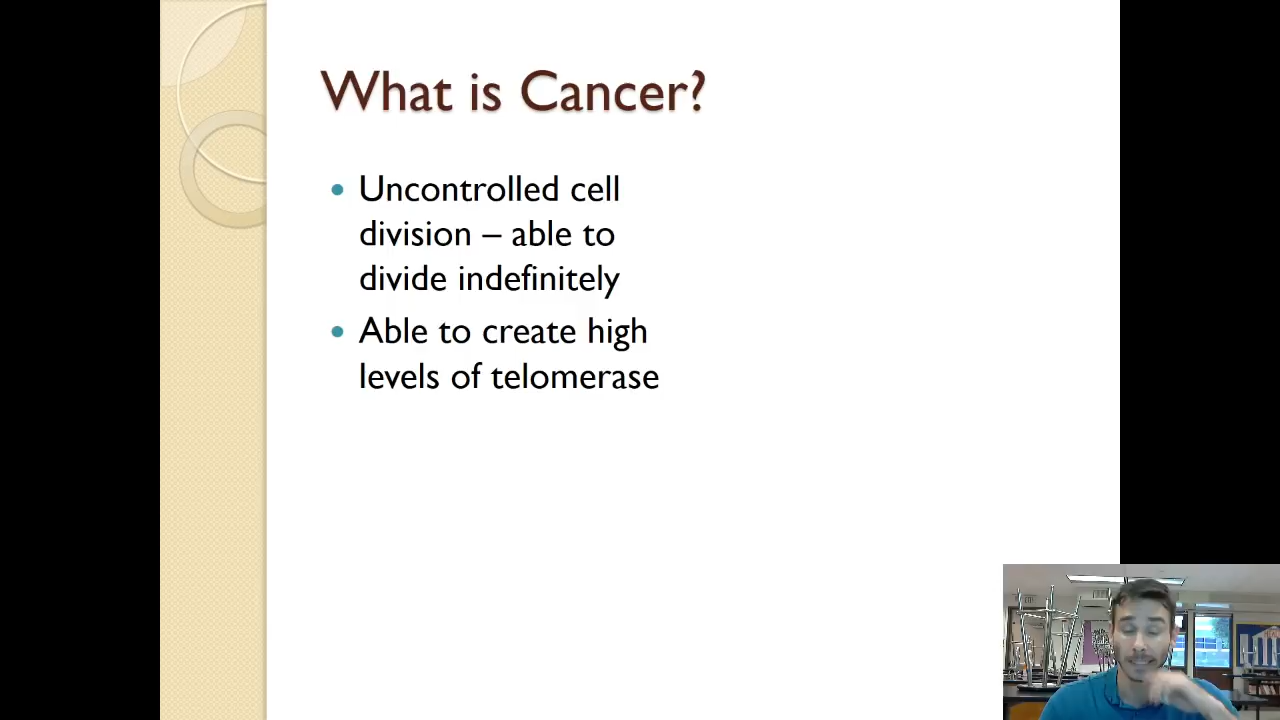 What is Cancer?
• Uncontrolled cell
division – able to
divide indefinitely
• Able to create high
levels of telomerase